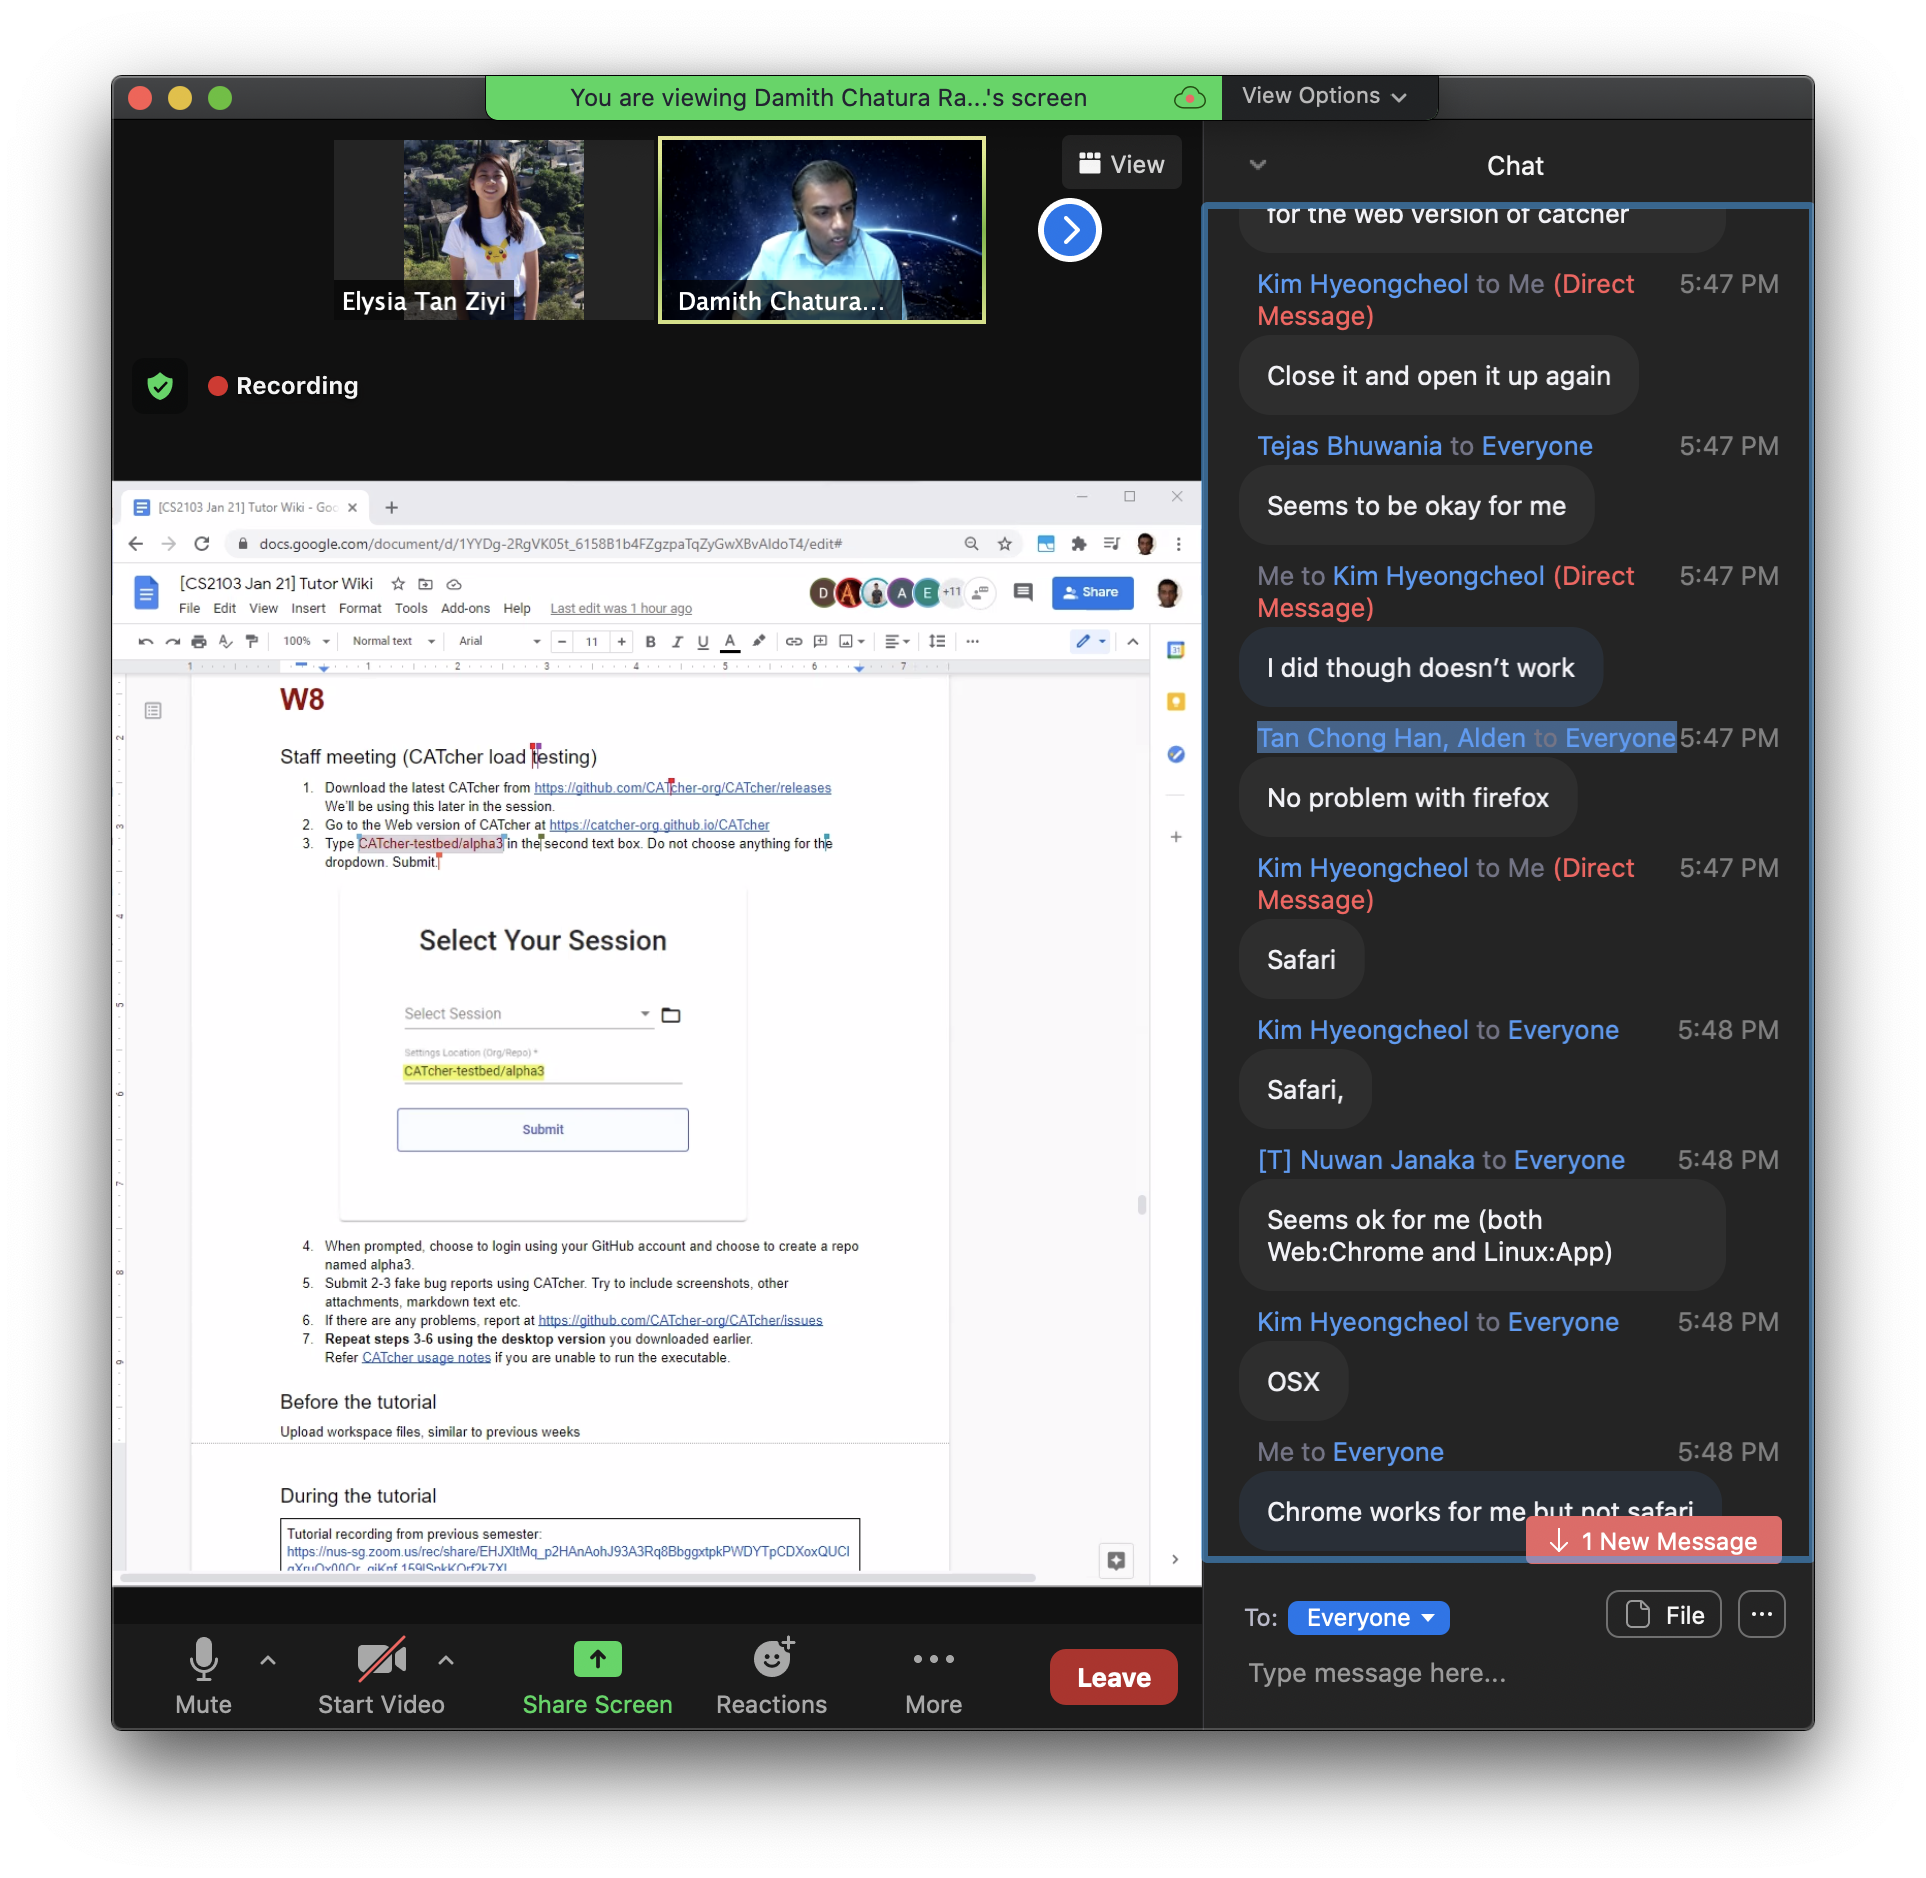 You are viewing Damith Chatura Ra...'s screen
View Options
View
Elysia Tan Ziyi
Damith Chatura...
Recording
[CS2103 Jan 21] Tutor Wiki - Goo
docs.google.com/document/d/1YYDg-2RgVK05t_6158B1b4FZgzpaTqZyGwXBvAldoT4/edit#
[CS2103 Jan 21] Tutor Wiki
File Edit View Insert Format Tools Add-ons Help Last edit was 1 hour ago
D A A E +11
Share
100% Normal text Arial 11 B I U A
1 1 2 3 4 5 6 7
W8
Staff meeting (CATcher load testing)
1. Download the latest CATcher from https://github.com/CATcher-org/CATcher/releases
We'll be using this later in the session.
2. Go to the Web version of CATcher at https://catcher-org.github.io/CATcher
3. Type CATcher-testbed/alpha3 in the second text box. Do not choose anything for the
dropdown. Submit.
Select Your Session
Select Session
Settings Location (Org/Repo) *
CATcher-testbed/alpha3
Submit
4. When prompted, choose to login using your GitHub account and choose to create a repo
named alpha3.
5. Submit 2-3 fake bug reports using CATcher. Try to include screenshots, other
attachments, markdown text etc.
6. If there are any problems, report at https://github.com/CATcher-org/CATcher/issues
7. Repeat steps 3-6 using the desktop version you downloaded earlier.
Refer CATcher usage notes if you are unable to run the executable.
Before the tutorial
Upload workspace files, similar to previous weeks
During the tutorial
Tutorial recording from previous semester:
2
3
4
5
6
7
8
9
Mute
Start Video
Share Screen
Reactions
More
Leave
Chat
for the web version of catcher
Kim Hyeongcheol to Me (Direct Message) 5:47 PM
Close it and open it up again
Tejas Bhuwania to Everyone 5:47 PM
Seems to be okay for me
Me to Kim Hyeongcheol (Direct Message) 5:47 PM
I did though doesn’t work
Tan Chong Han, Alden to Everyone 5:47 PM
No problem with firefox
Kim Hyeongcheol to Me (Direct Message) 5:47 PM
Safari
Kim Hyeongcheol to Everyone 5:48 PM
Safari,
[T] Nuwan Janaka to Everyone 5:48 PM
Seems ok for me (both
Web:Chrome and Linux:App)
Kim Hyeongcheol to Everyone 5:48 PM
OSX
Me to Everyone 5:48 PM
Chrome works for me but not safari
1 New Message
To: Everyone
File
Type message here...